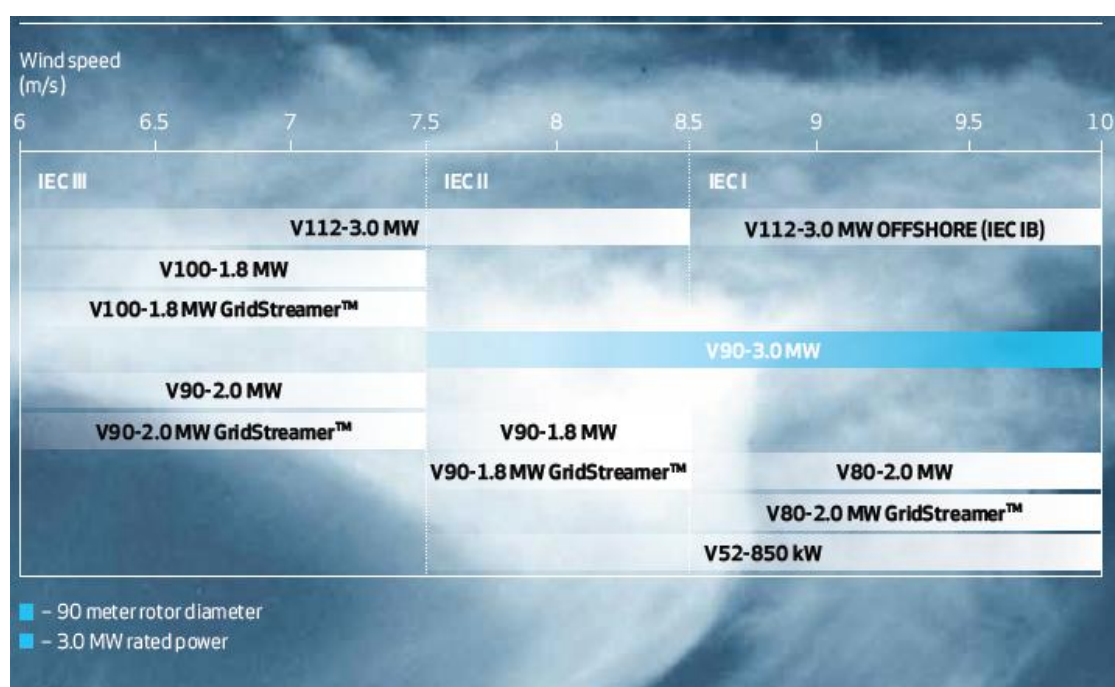 Wind speed
(m/s)
6 6.5 7 7.5 8 8.5 9 9.5 10
IEC III IEC II IEC I
V112-3.0 MW V112-3.0 MW OFFSHORE (IEC IB)
V100-1.8 MW
V100-1.8 MW GridStreamer™
V90-3.0 MW
V90-2.0 MW
V90-2.0 MW GridStreamer™ V90-1.8 MW
V90-1.8 MW GridStreamer™ V80-2.0 MW
V80-2.0 MW GridStreamer™
V52-850 kW
– 90 meter rotor diameter
– 3.0 MW rated power